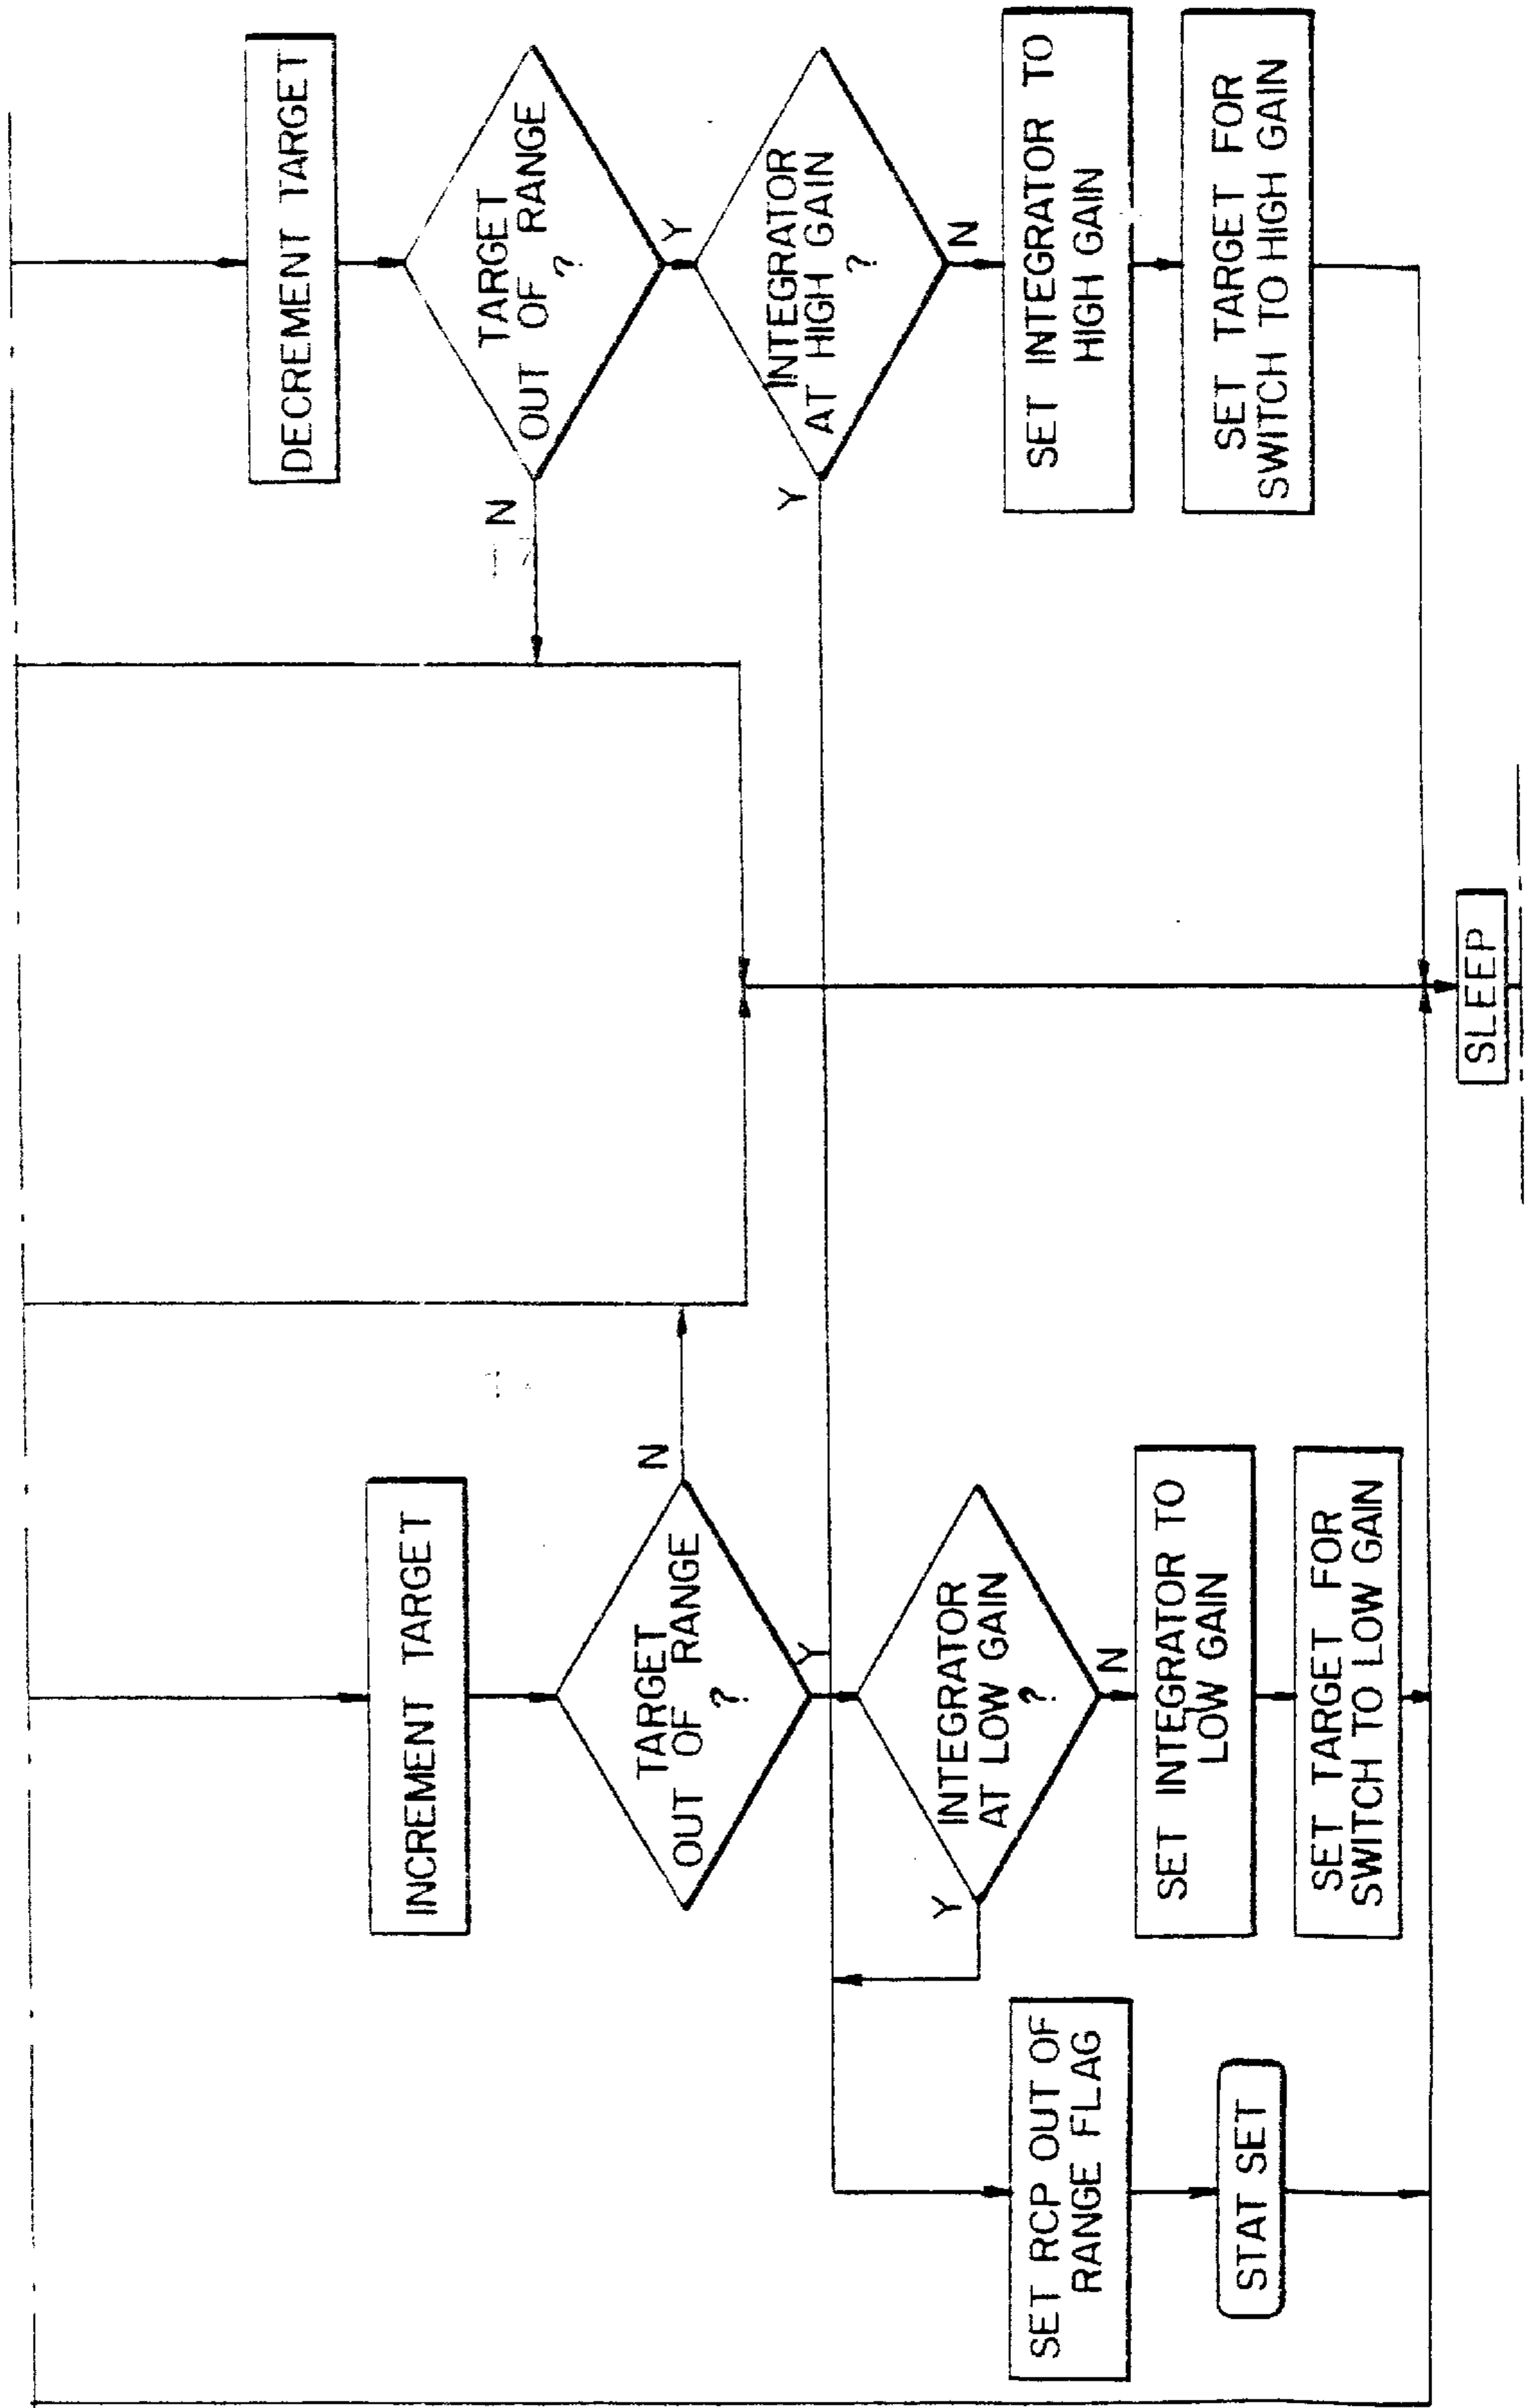 DECREMENT TARGET
TARGET
OUT OF RANGE
?
N
Y
INTEGRATOR
AT HIGH GAIN
?
Y
N
SET INTEGRATOR TO
HIGH GAIN
SET TARGET FOR
SWITCH TO HIGH GAIN
INCREMENT TARGET
TARGET
OUT OF RANGE
?
N
Y
INTEGRATOR
AT LOW GAIN
?
Y
N
SET INTEGRATOR TO
LOW GAIN
SET TARGET FOR
SWITCH TO LOW GAIN
SET RCP OUT OF
RANGE FLAG
STAT SET
SLEEP